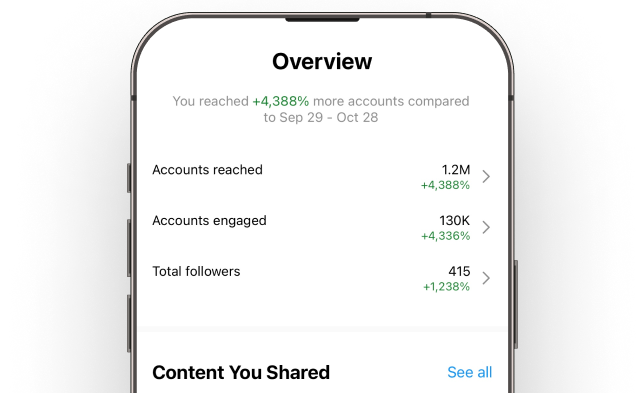 Overview
You reached +4,388% more accounts compared
to Sep 29 - Oct 28
Accounts reached 1.2M
+4,388%
Accounts engaged 130K
+4,336%
Total followers 415
+1,238%
Content You Shared See all